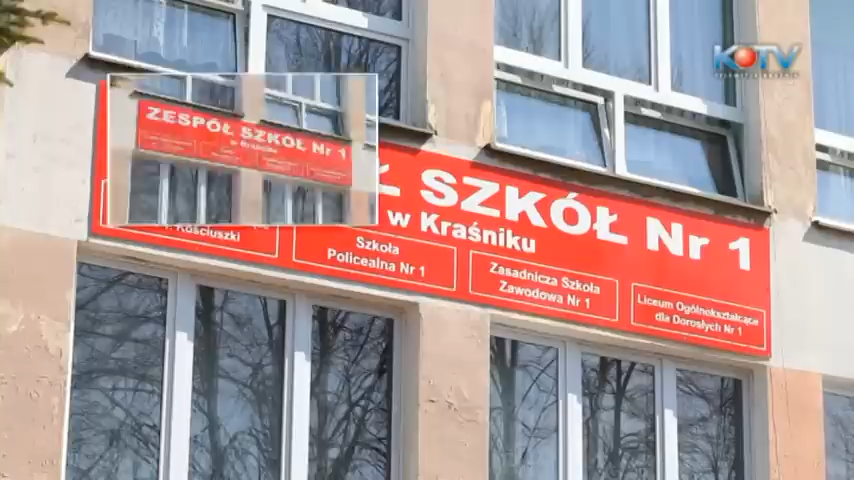 KOTV
ZESPÓŁ SZKÓŁ Nr 1
w Kraśniku
Ł SZKÓŁ Nr 1
w Kraśniku
Kościuszki
Szkoła
Policealna Nr 1
Zasadnicza Szkoła
Zawodowa Nr 1
Liceum Ogólnokształcące
dla Dorosłych Nr 1